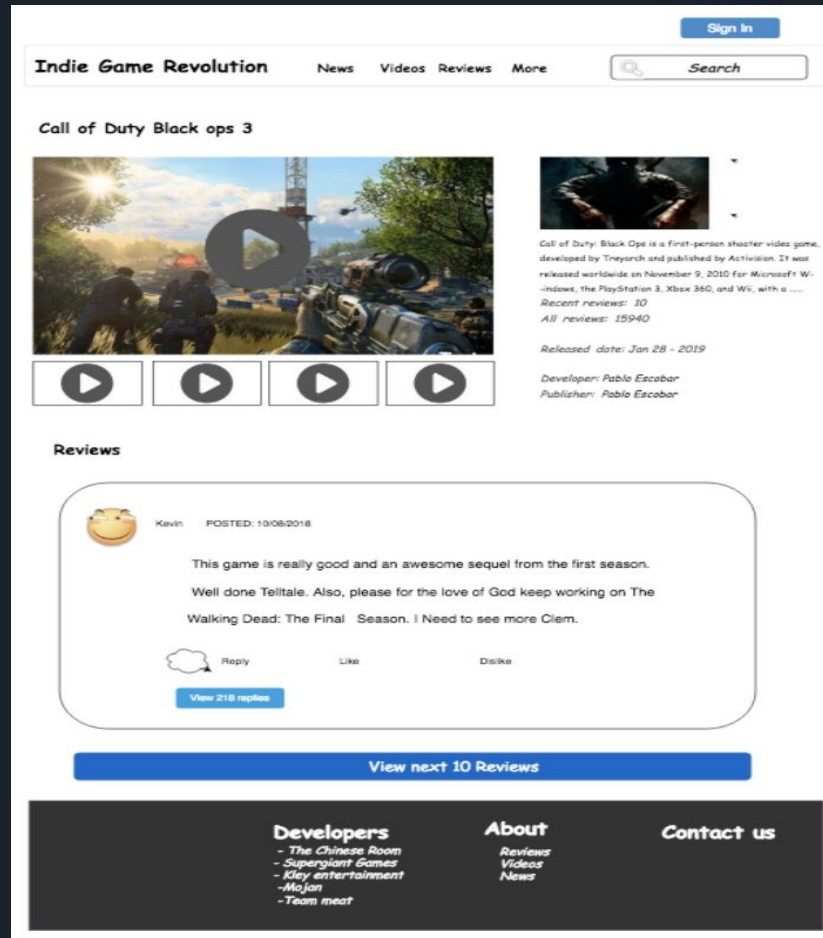 Sign In
Indie Game Revolution News Videos Reviews More Search
Call of Duty Black ops 3
Call of Duty: Black Ops is a first-person shooter video game,
developed by Treyarch and published by Activision. It was
released worldwide on November 9, 2010 for Microsoft W-
-indows, the PlayStation 3, Xbox 360, and Wii, with a ......
Recent reviews: 10
All reviews: 15940
Released date: Jan 28 - 2019
Developer: Pablo Escobar
Publisher: Pablo Escobar
Reviews
Kevin POSTED: 10/08/2018
This game is really good and an awesome sequel from the first season.
Well done Telltale. Also, please for the love of God keep working on The
Walking Dead: The Final Season. I Need to see more Clem.
Reply Like Dislike
View 218 replies
View next 10 Reviews
Developers
- The Chinese Room
- Supergiant Games
- Kley entertainment
-Mojan
-Team meat
About
Reviews
Videos
News
Contact us